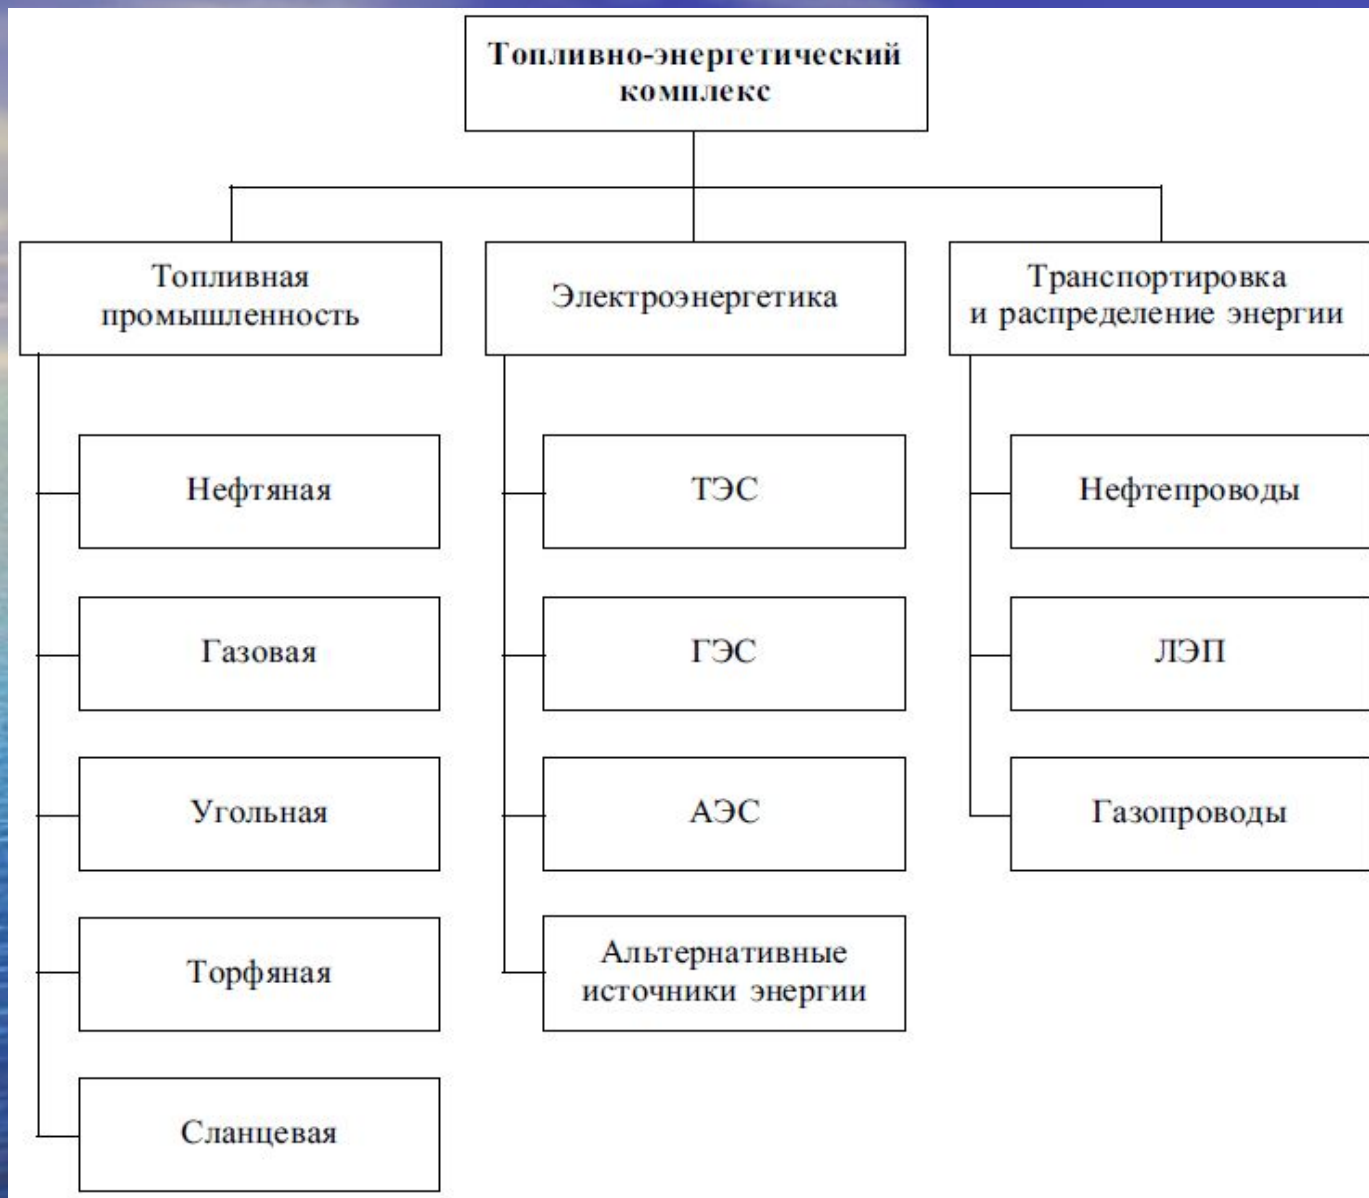 Топливно-энергетический
комплекс
Топливная
промышленность
Электроэнергетика
Транспортировка
и распределение энергии
Нефтяная
ТЭС
Нефтепроводы
Газовая
ГЭС
ЛЭП
Угольная
АЭС
Газопроводы
Торфяная
Альтернативные
источники энергии
Сланцевая